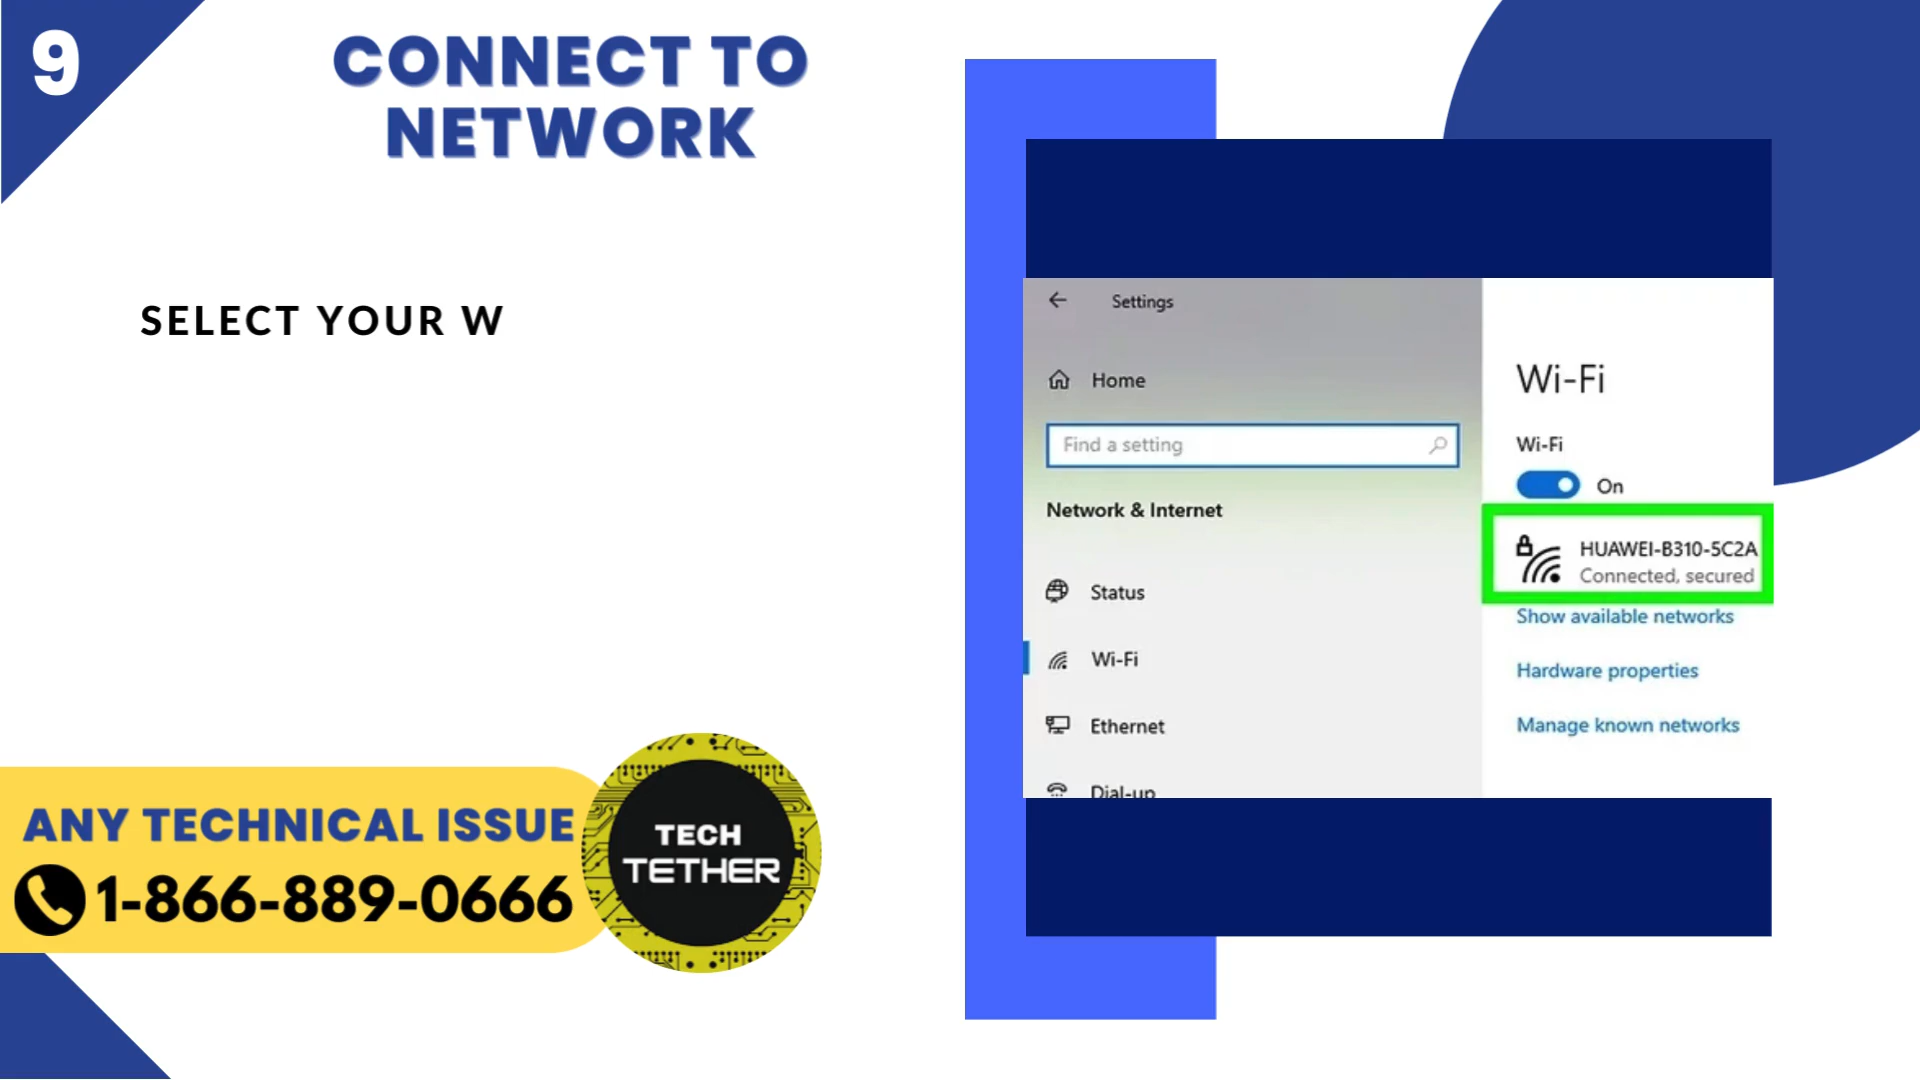 9
CONNECT TO
NETWORK
SELECT YOUR W
ANY TECHNICAL ISSUE
1-866-889-0666
TECH
TETHER
Settings
Home
Find a setting
Network & Internet
Status
Wi-Fi
Ethernet
Dial-up
Wi-Fi
Wi-Fi
On
HUAWEI-B310-5C2A
Connected, secured
Show available networks
Hardware properties
Manage known networks